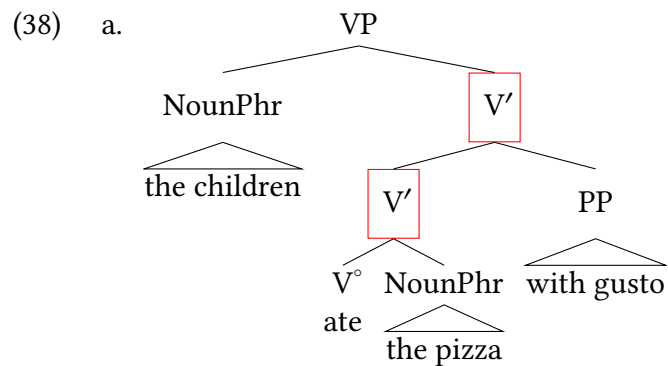 (38) a. VP
NounPhr V′
the children V′ PP
V° NounPhr with gusto
ate the pizza